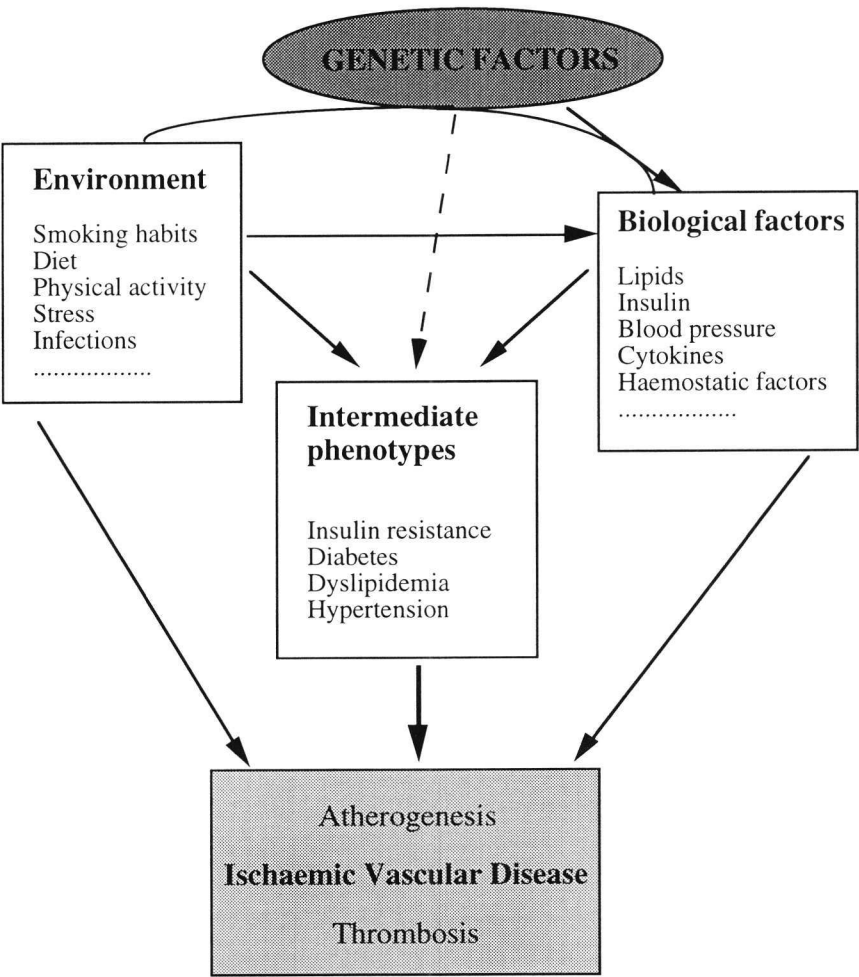 GENETIC FACTORS
Environment
Smoking habits
Diet
Physical activity
Stress
Infections
..................
Biological factors
Lipids
Insulin
Blood pressure
Cytokines
Haemostatic factors
..................
Intermediate
phenotypes
Insulin resistance
Diabetes
Dyslipidemia
Hypertension
Atherogenesis
Ischaemic Vascular Disease
Thrombosis